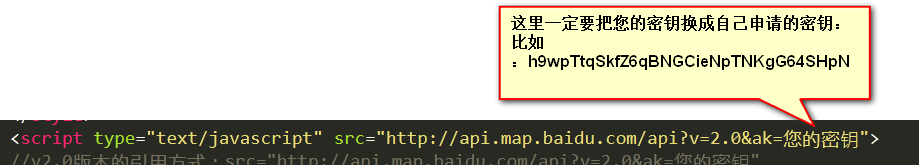 这里一定要把您的密钥换成自己申请的密钥：
比如
：h9wpTtqSkfZ6qBNGCieNpTNKgG64SHpN
<script type="text/javascript" src="http://api.map.baidu.com/api?v=2.0&ak=您的密钥">
//v2.0版本的引用方式：src="http://api.map.baidu.com/api?v=2.0&ak=您的密钥"